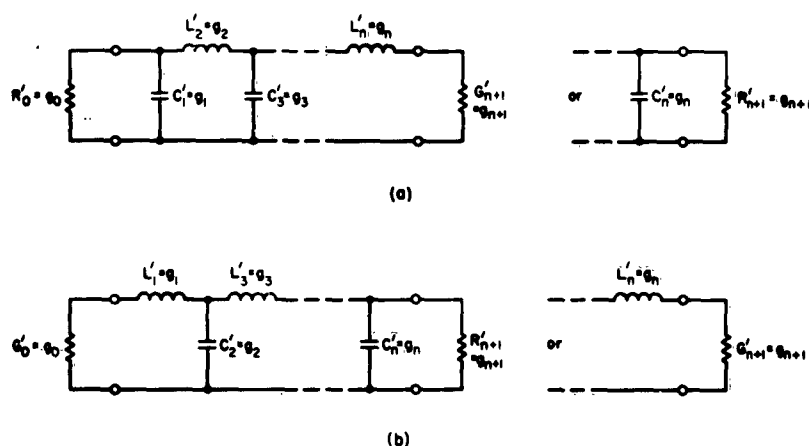 L′2=g2
L′n=gn
R′0=g0
C′1=g1
C′3=g3
G′n+1
=gn+1
or
C′n=gn
R′n+1=gn+1
(a)
L′1=g1
L′3=g3
L′n=gn
G′0=g0
C′2=g2
C′n=gn
R′n+1
=gn+1
or
G′n+1=gn+1
(b)